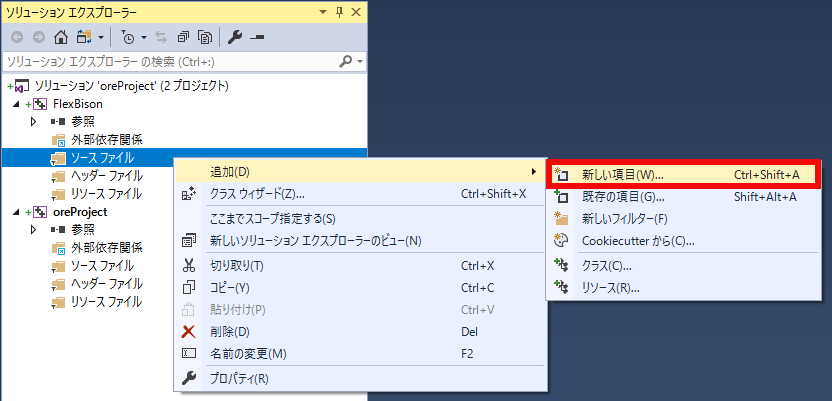 ソリューション エクスプローラー
ソリューション エクスプローラー の検索 (Ctrl+:)
ソリューション 'oreProject' (2 プロジェクト)
FlexBison
参照
外部依存関係
ソース ファイル
ヘッダー ファイル
リソース ファイル
oreProject
参照
外部依存関係
ソース ファイル
ヘッダー ファイル
リソース ファイル
追加(D)
クラス ウィザード(Z)... Ctrl+Shift+X
ここまでスコープ指定する(S)
新しいソリューション エクスプローラーのビュー(N)
切り取り(T) Ctrl+X
コピー(Y) Ctrl+C
貼り付け(P) Ctrl+V
削除(D) Del
名前の変更(M) F2
プロパティ(R)
新しい項目(W)... Ctrl+Shift+A
既存の項目(G)... Shift+Alt+A
新しいフィルター(F)
Cookiecutter から(C)...
クラス(C)...
リソース(R)...